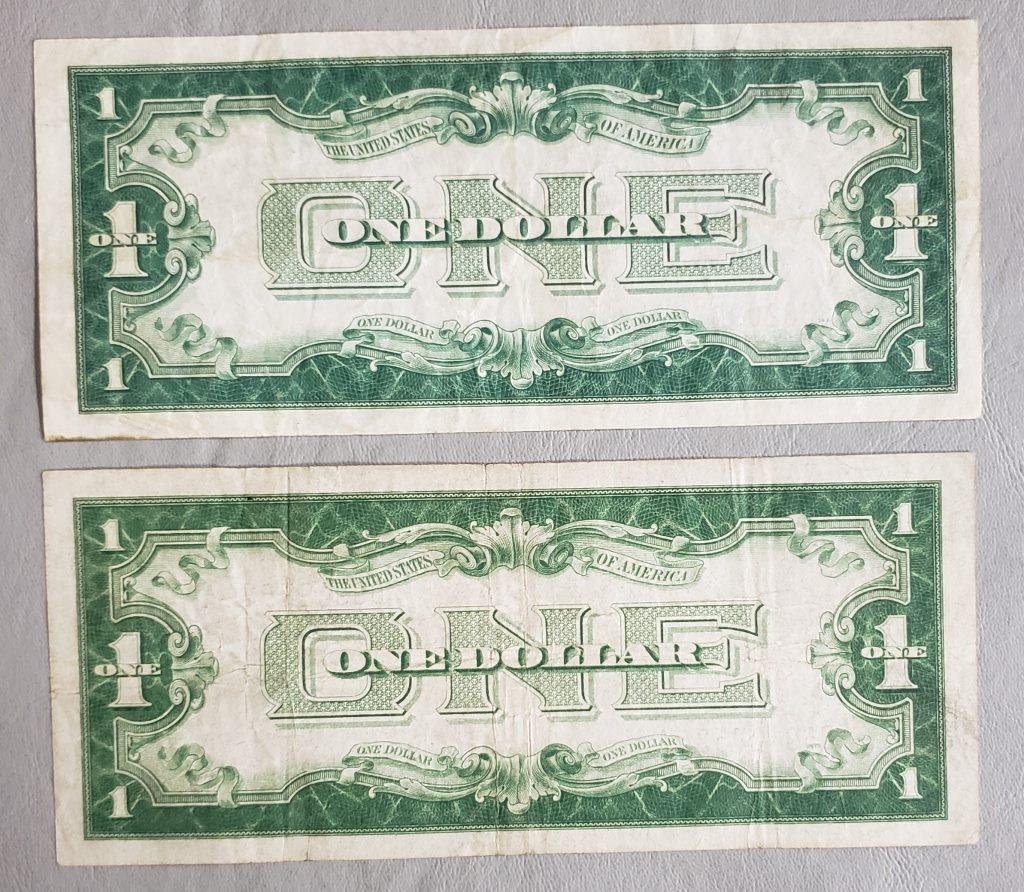 1 1
THE UNITED STATES OF AMERICA
ONE
1 ONE ONE DOLLAR 1 ONE
ONE DOLLAR ONE DOLLAR
1 1
1 1
THE UNITED STATES OF AMERICA
ONE
1 ONE ONE DOLLAR 1 ONE
ONE DOLLAR ONE DOLLAR
1 1